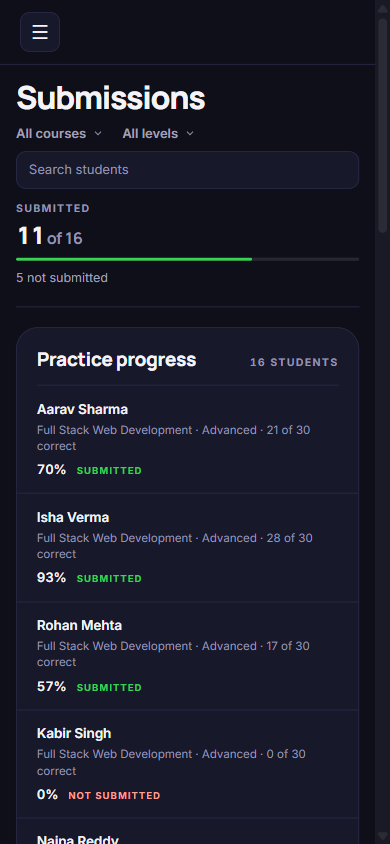 Submissions
All courses All levels
Search students
SUBMITTED
11 of 16
5 not submitted
Practice progress 16 STUDENTS
Aarav Sharma
Full Stack Web Development · Advanced · 21 of 30
correct
70% SUBMITTED
Isha Verma
Full Stack Web Development · Advanced · 28 of 30
correct
93% SUBMITTED
Rohan Mehta
Full Stack Web Development · Advanced · 17 of 30
correct
57% SUBMITTED
Kabir Singh
Full Stack Web Development · Advanced · 0 of 30
correct
0% NOT SUBMITTED
Naina Reddy